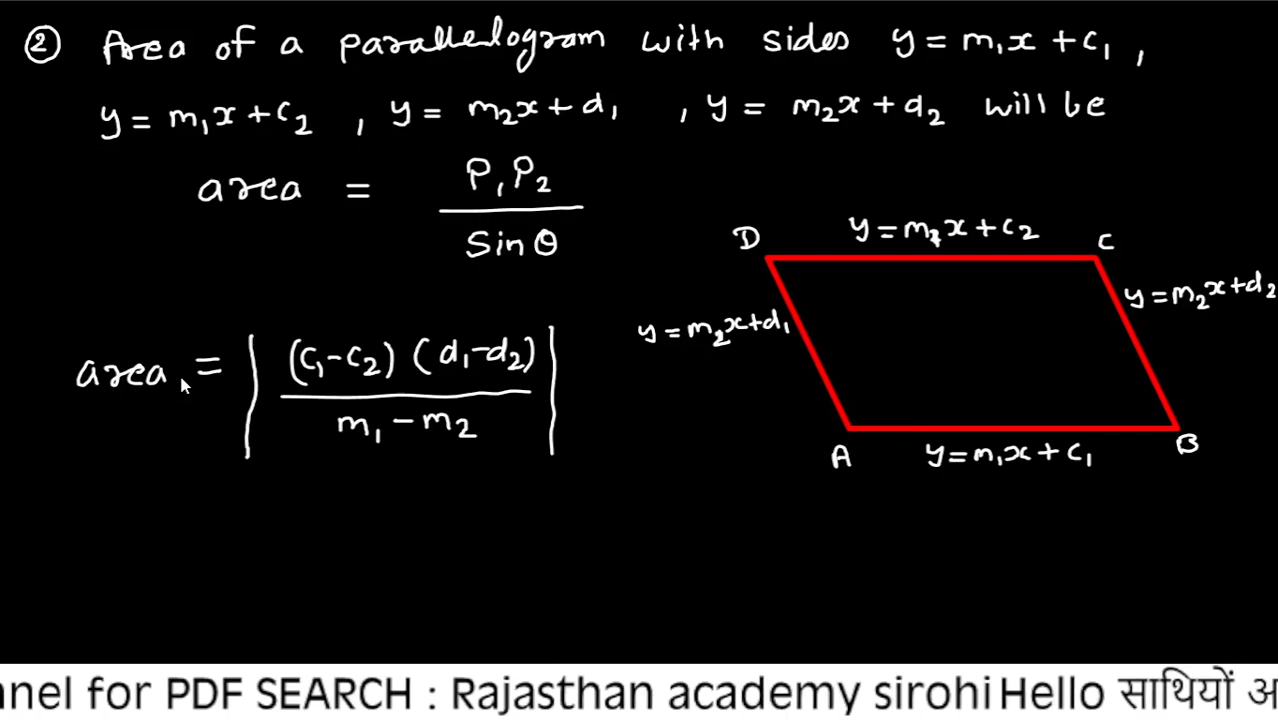 ② Area of a parallelogram with sides y = m₁x + c₁ ,
y = m₁x + c₂ , y = m₂x + d₁ , y = m₂x + d₂ will be
area = P₁P₂ / Sin θ
D y = m₁x + c₂ C
y = m₂x + d₂
y = m₂x + d₁
area = | (c₁ - c₂) (d₁ - d₂) / m₁ - m₂ |
A y = m₁x + c₁ B
nnel for PDF SEARCH : Rajasthan academy sirohi Hello साथियों अ